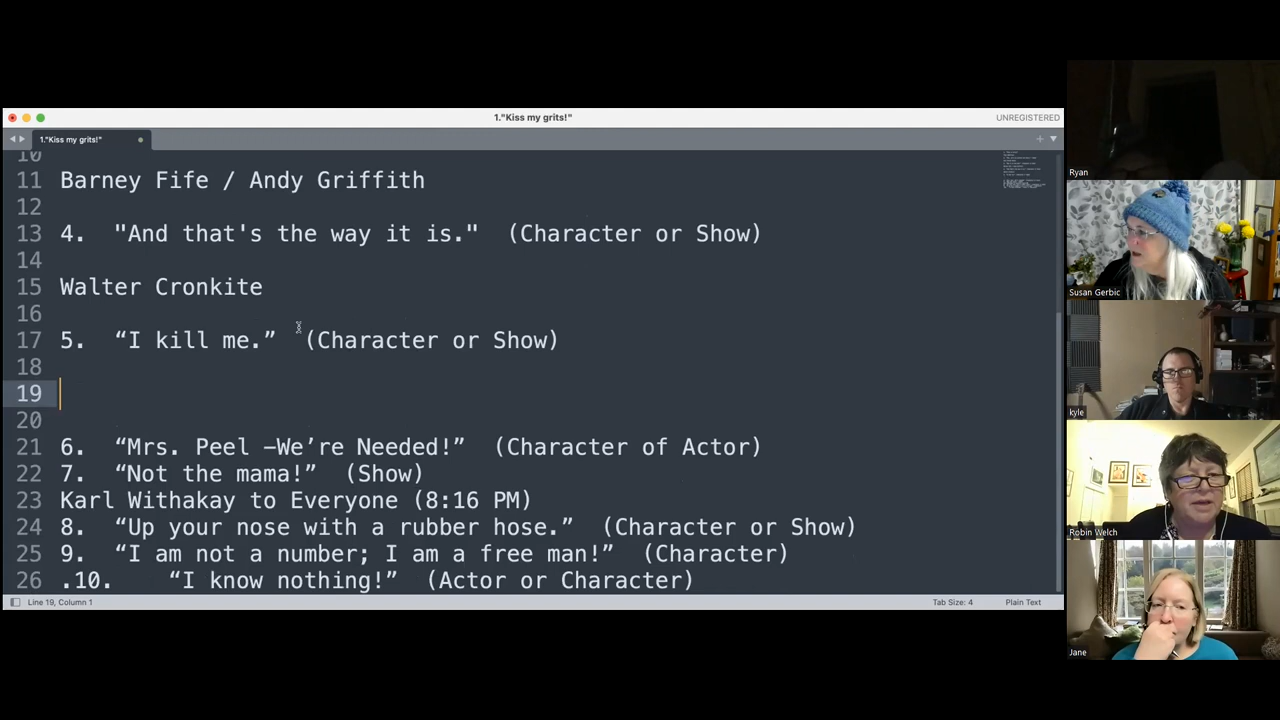 1."Kiss my grits!"
UNREGISTERED
1."Kiss my grits!"
10
11 Barney Fife / Andy Griffith
12
13 4. "And that's the way it is." (Character or Show)
14
15 Walter Cronkite
16
17 5. “I kill me.” (Character or Show)
18
19
20
21 6. “Mrs. Peel –We’re Needed!” (Character of Actor)
22 7. “Not the mama!” (Show)
23 Karl Withakay to Everyone (8:16 PM)
24 8. “Up your nose with a rubber hose.” (Character or Show)
25 9. “I am not a number; I am a free man!” (Character)
26 .10. “I know nothing!” (Actor or Character)
Line 19, Column 1
Tab Size: 4
Plain Text
Ryan
Susan Gerbic
kyle
Robin Welch
Jane